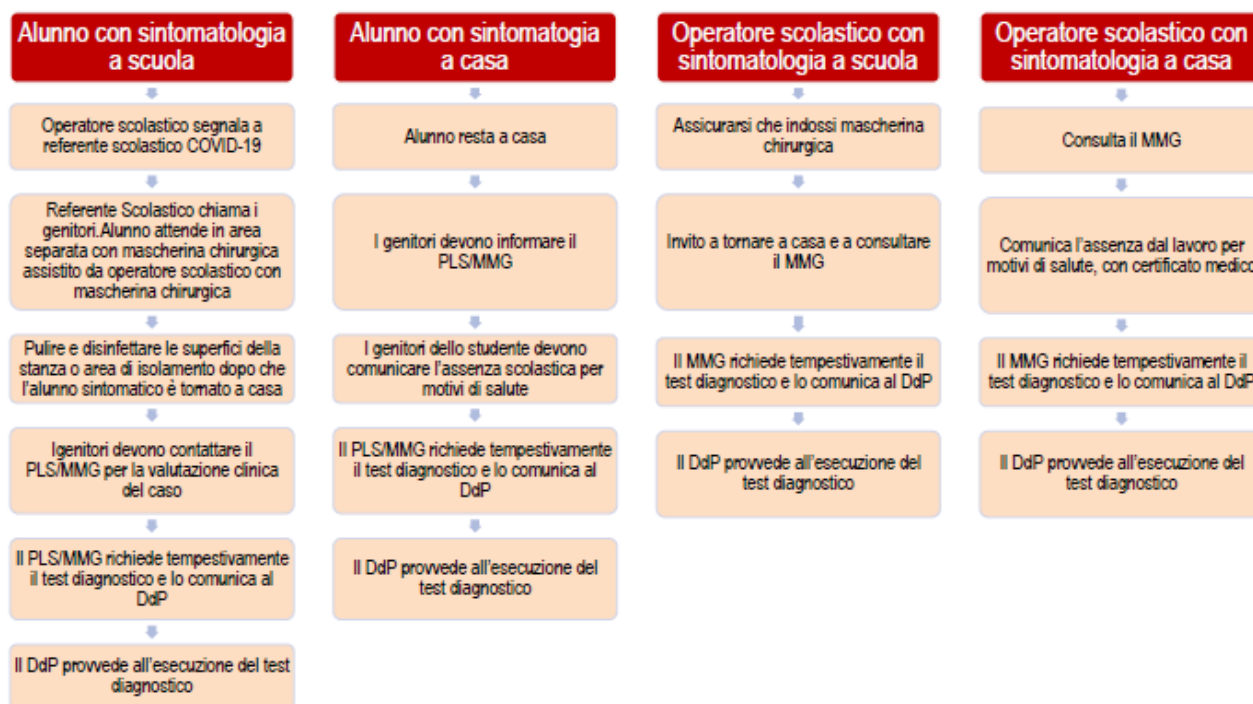 Alunno con sintomatologia
a scuola
Operatore scolastico segnala a
referente scolastico COVID-19
Referente Scolastico chiama i
genitori.Alunno attende in area
separata con mascherina chirurgica
assistito da operatore scolastico con
mascherina chirurgica
Pulire e disinfettare le superfici della
stanza o area di isolamento dopo che
l'alunno sintomatico è tornato a casa
Igenitori devono contattare il
PLS/MMG per la valutazione clinica
del caso
Il PLS/MMG richiede tempestivamente
il test diagnostico e lo comunica al
DdP
Il DdP provvede all'esecuzione del test
diagnostico
Alunno con sintomatogia
a casa
Alunno resta a casa
I genitori devono informare il
PLS/MMG
I genitori dello studente devono
comunicare l'assenza scolastica per
motivi di salute
Il PLS/MMG richiede tempestivamente
il test diagnostico e lo comunica al
DdP
Il DdP provvede all'esecuzione del
test diagnostico
Operatore scolastico con
sintomatologia a scuola
Assicurarsi che indossi mascherina
chirurgica
Invito a tornare a casa e a consultare
il MMG
Il MMG richiede tempestivamente il
test diagnostico e lo comunica al DdP
Il DdP provvede all'esecuzione del
test diagnostico
Operatore scolastico con
sintomatologia a casa
Consulta il MMG
Comunica l'assenza dal lavoro per
motivi di salute, con certificato medico
Il MMG richiede tempestivamente il
test diagnostico e lo comunica al DdP
Il DdP provvede all'esecuzione del
test diagnostico